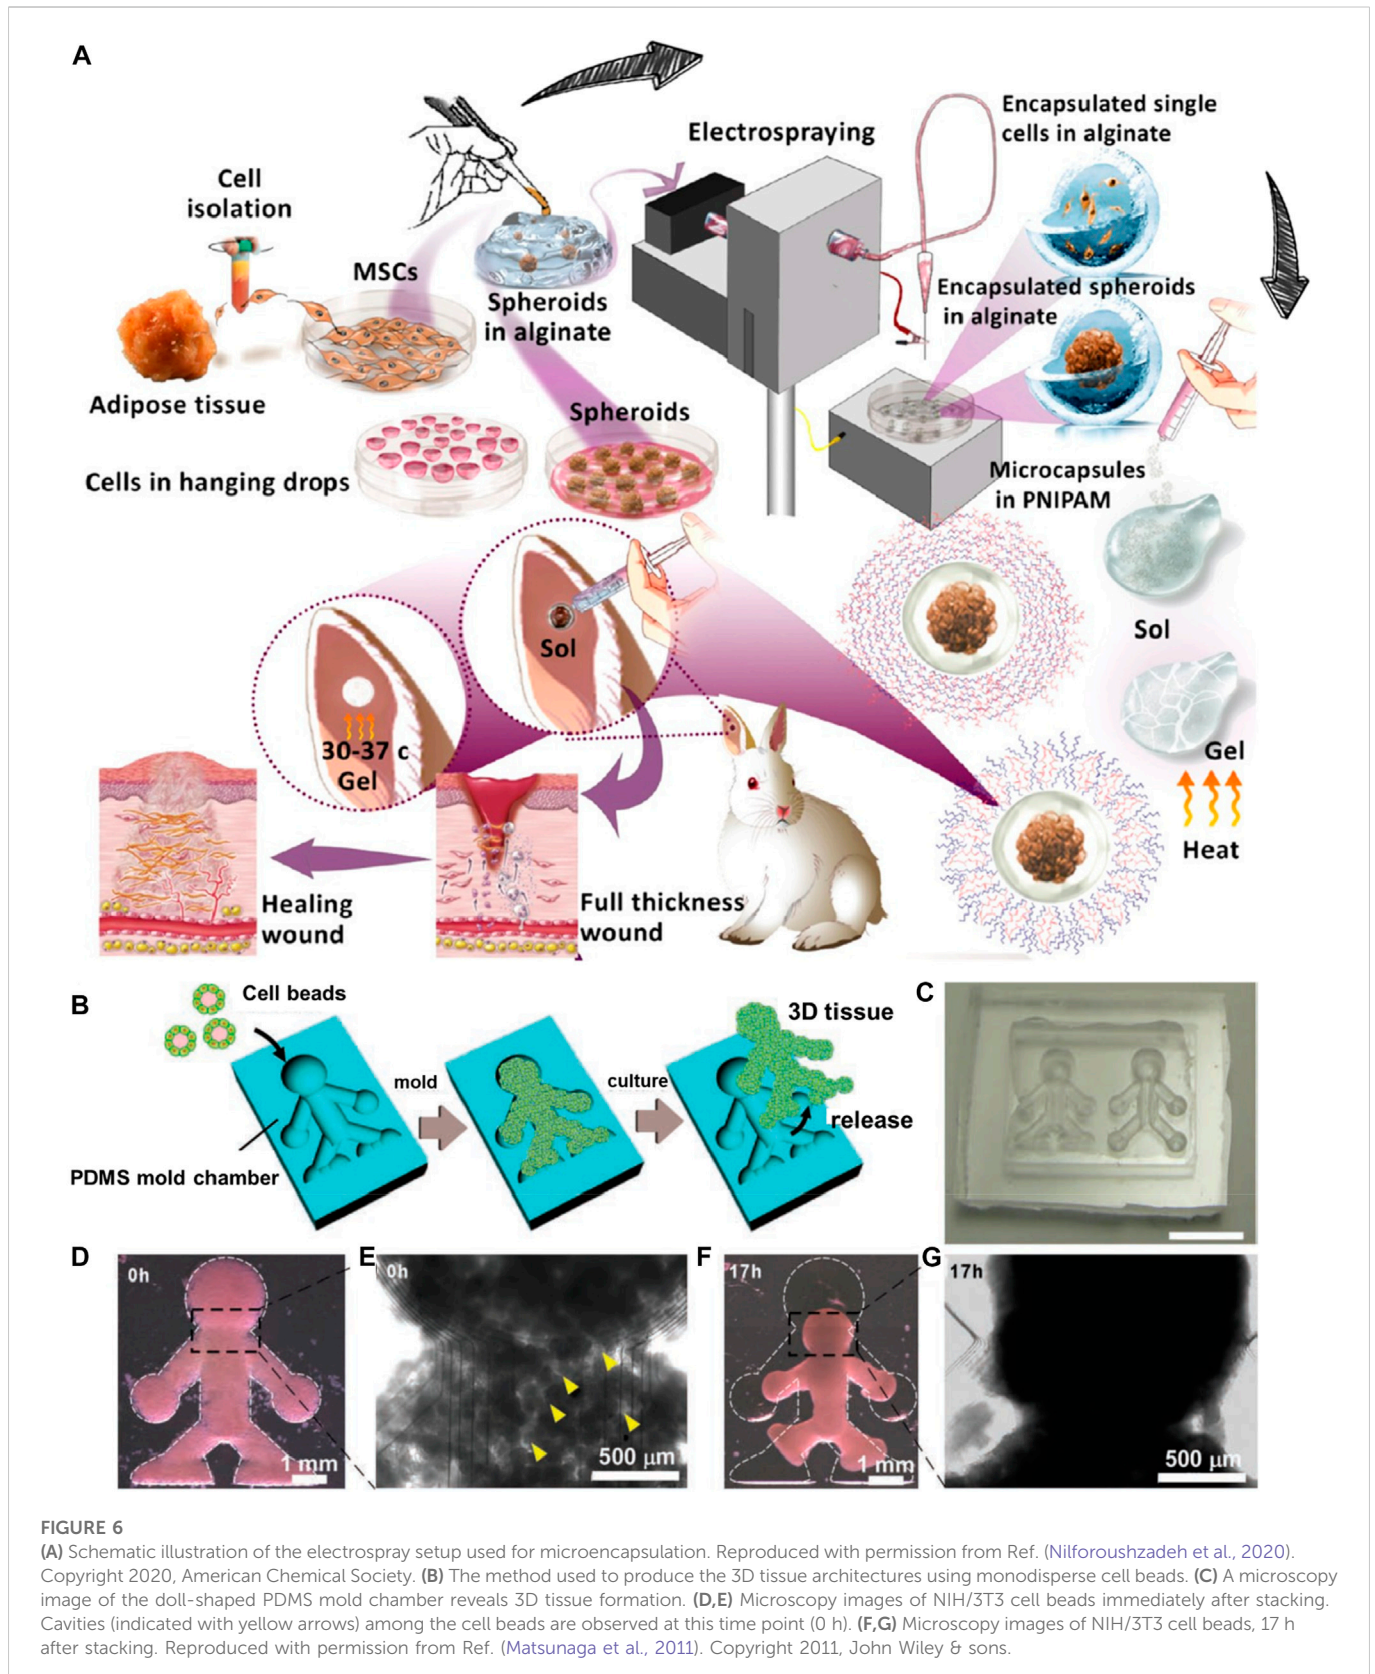 A
Cell
isolation
MSCs
Adipose tissue
Cells in hanging drops
Spheroids
in alginate
Spheroids
Electrospraying
Encapsulated single
cells in alginate
Encapsulated spheroids
in alginate
Microcapsules
in PNIPAM
Sol
Gel
Heat
Sol
30-37 c
Gel
Full thickness
wound
Healing
wound
B
Cell beads
PDMS mold chamber
mold
culture
3D tissue
release
C
D
0h
1 mm
E
0h
500 µm
F
17h
1 mm
G
17h
500 µm
FIGURE 6
(A) Schematic illustration of the electrospray setup used for microencapsulation. Reproduced with permission from Ref. (Nilforoushzadeh et al., 2020).
Copyright 2020, American Chemical Society. (B) The method used to produce the 3D tissue architectures using monodisperse cell beads. (C) A microscopy
image of the doll-shaped PDMS mold chamber reveals 3D tissue formation. (D,E) Microscopy images of NIH/3T3 cell beads immediately after stacking.
Cavities (indicated with yellow arrows) among the cell beads are observed at this time point (0 h). (F,G) Microscopy images of NIH/3T3 cell beads, 17 h
after stacking. Reproduced with permission from Ref. (Matsunaga et al., 2011). Copyright 2011, John Wiley & sons.